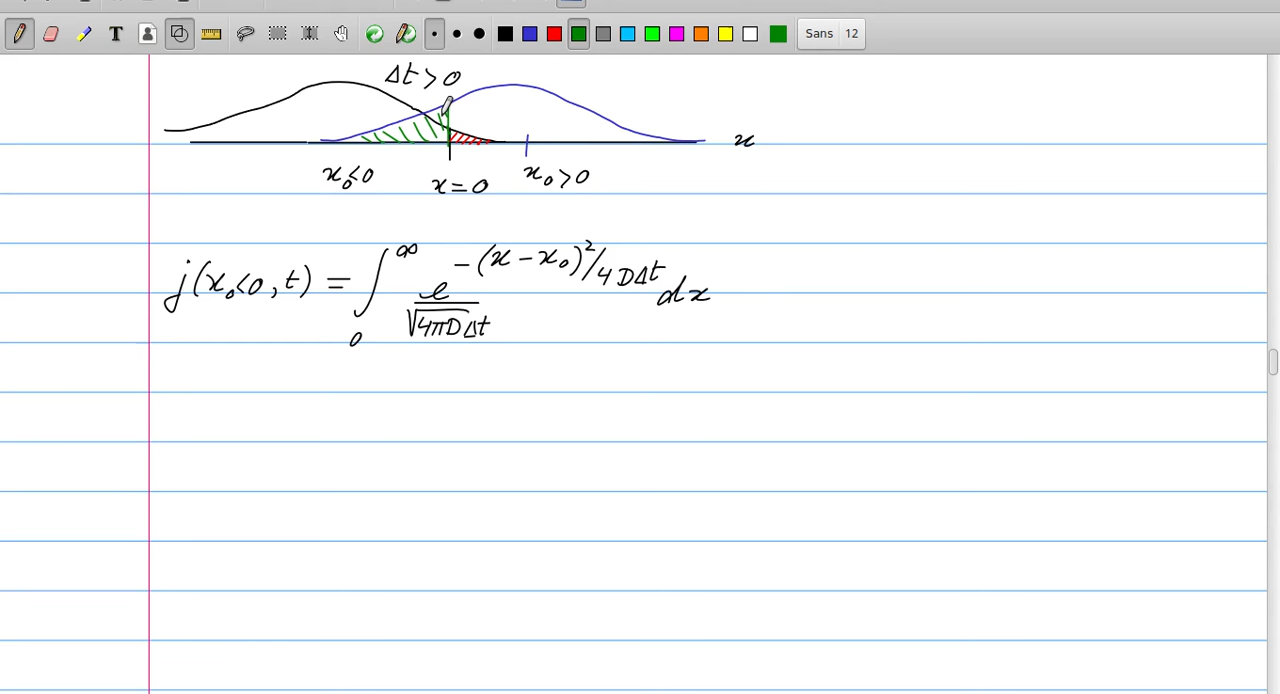 Sans 12
Δt > 0
x
x₀<0 x=0 x₀>0
j(x₀<0, t) = ∫₀^∞ e^{-(x-x₀)²/4DΔt} / √4πDΔt dx